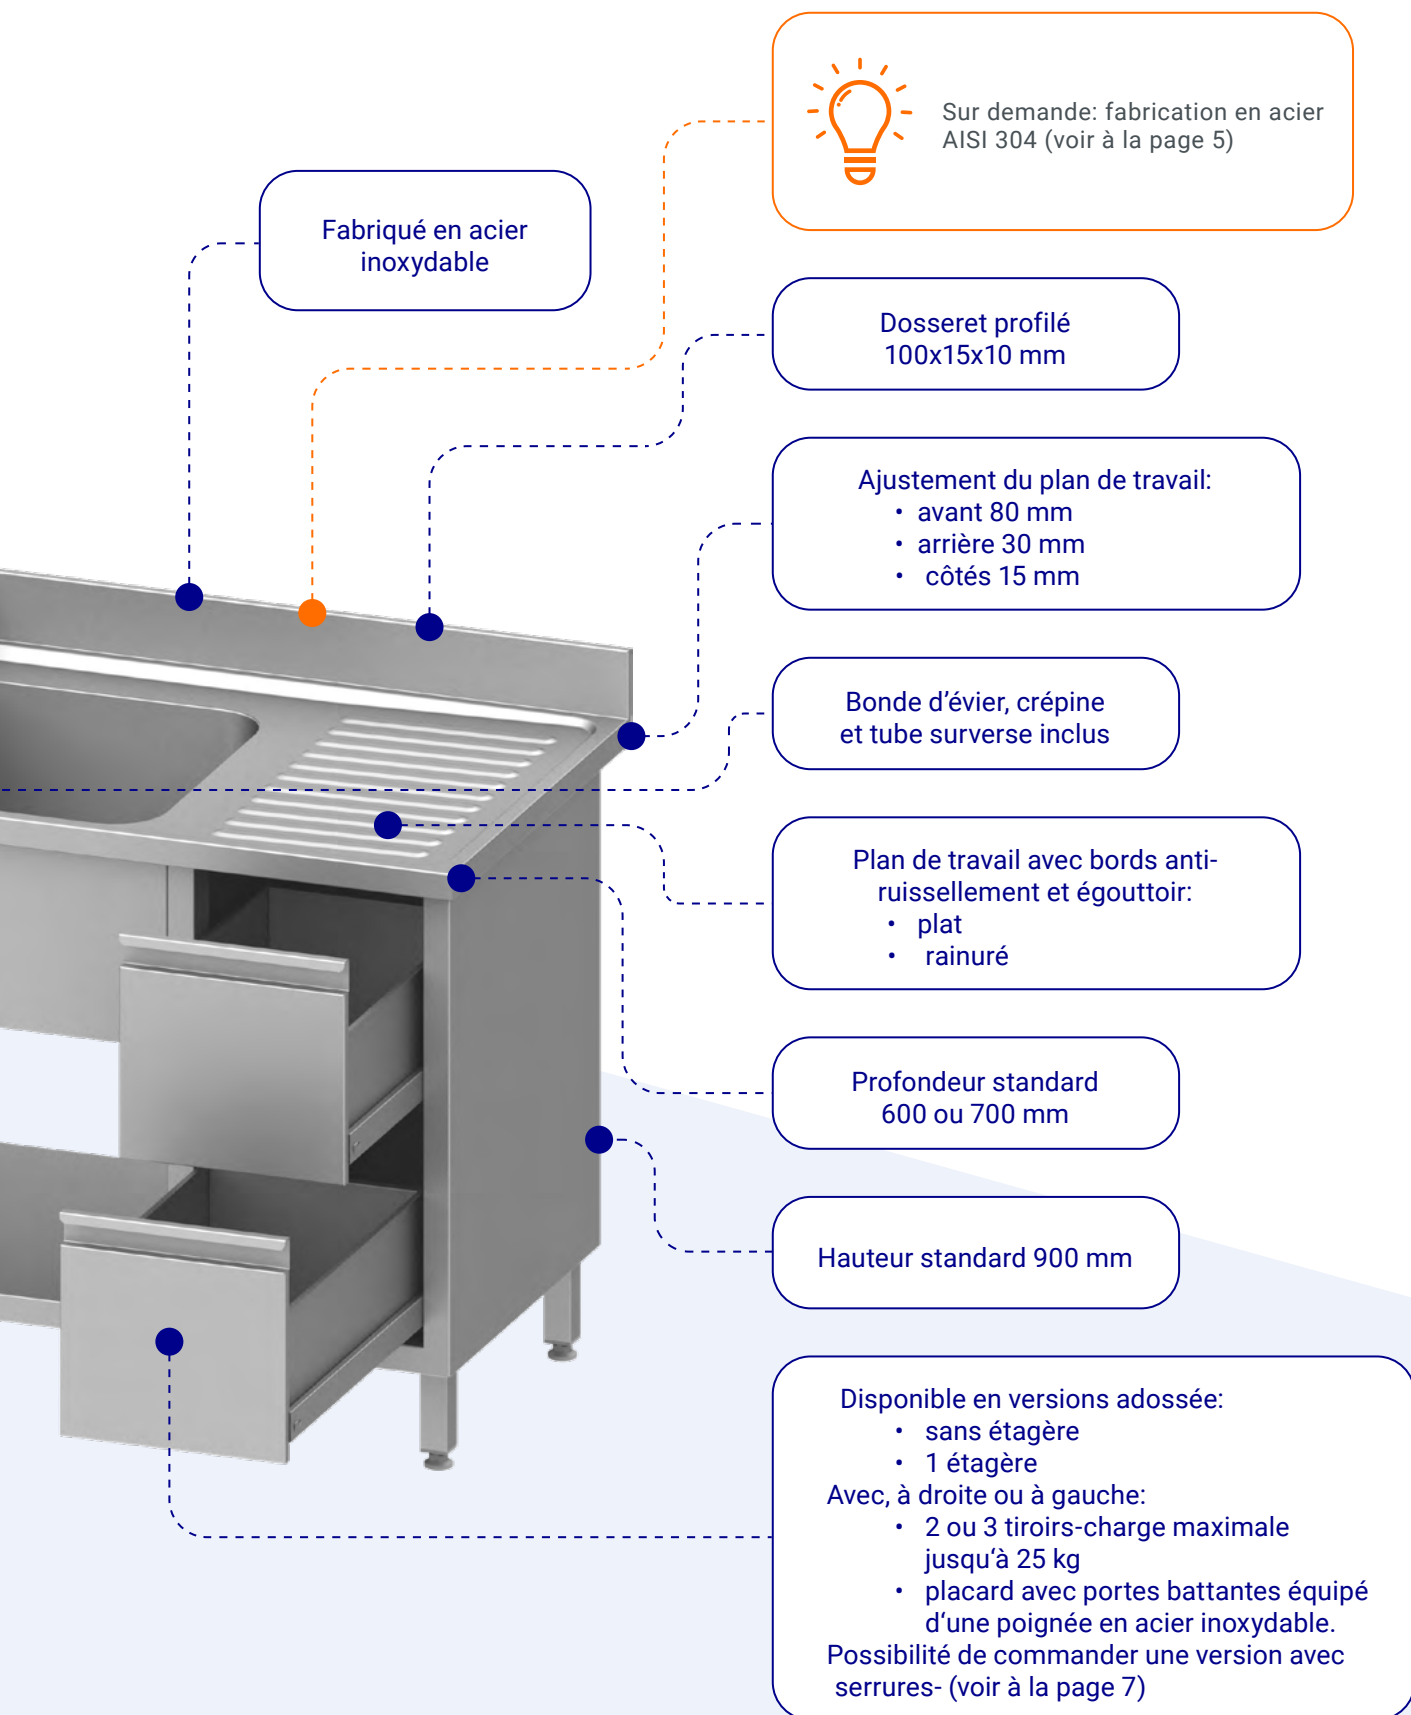 Sur demande: fabrication en acier
AISI 304 (voir à la page 5)
Fabriqué en acier
inoxydable
Dosseret profilé
100x15x10 mm
Ajustement du plan de travail:
• avant 80 mm
• arrière 30 mm
• côtés 15 mm
Bonde d’évier, crépine
et tube surverse inclus
Plan de travail avec bords anti-
ruissellement et égouttoir:
• plat
• rainuré
Profondeur standard
600 ou 700 mm
Hauteur standard 900 mm
Disponible en versions adossée:
• sans étagère
• 1 étagère
Avec, à droite ou à gauche:
• 2 ou 3 tiroirs-charge maximale
jusqu‘à 25 kg
• placard avec portes battantes équipé
d‘une poignée en acier inoxydable.
Possibilité de commander une version avec
serrures- (voir à la page 7)